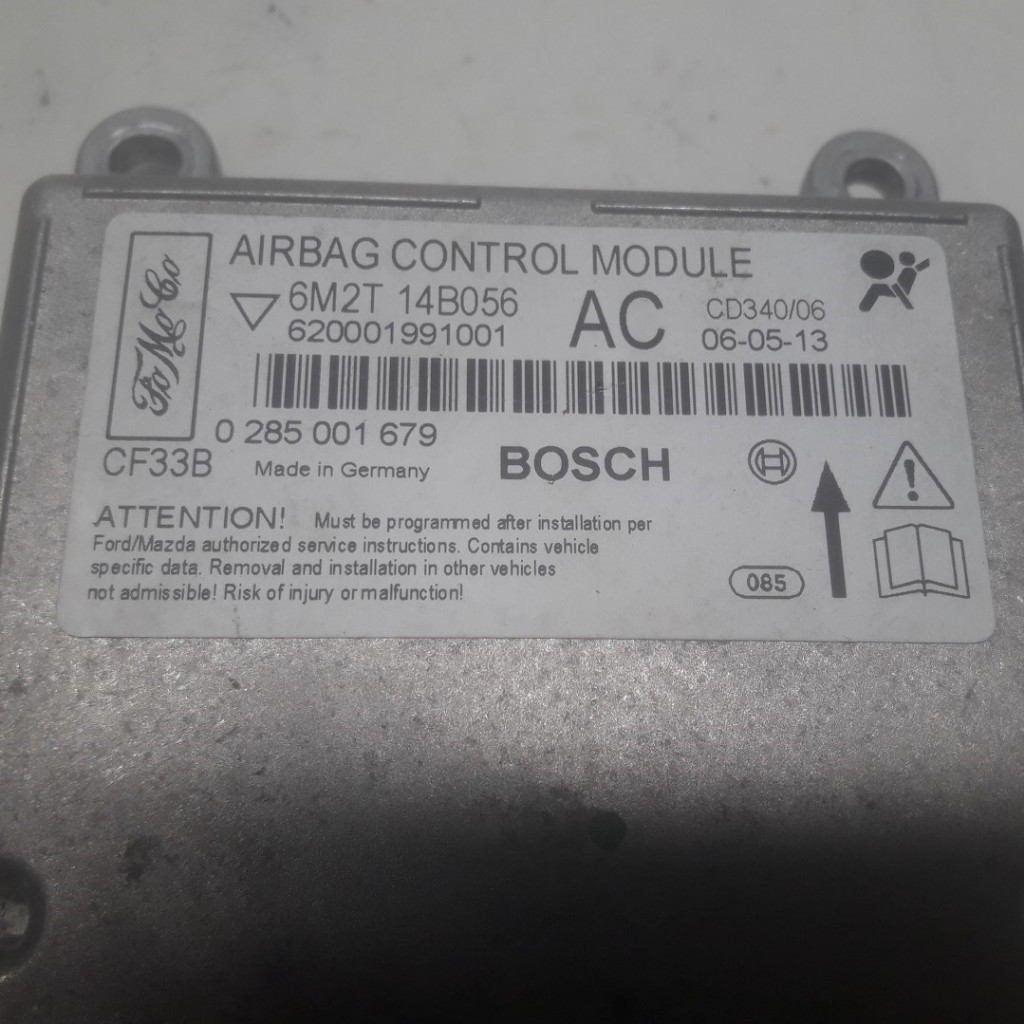 FoMoCo
AIRBAG CONTROL MODULE
6M2T 14B056
620001991001
AC
CD340/06
06-05-13
0 285 001 679
CF33B
Made in Germany
BOSCH
ATTENTION! Must be programmed after installation per
Ford/Mazda authorized service instructions. Contains vehicle
specific data. Removal and installation in other vehicles
not admissible! Risk of injury or malfunction!
085